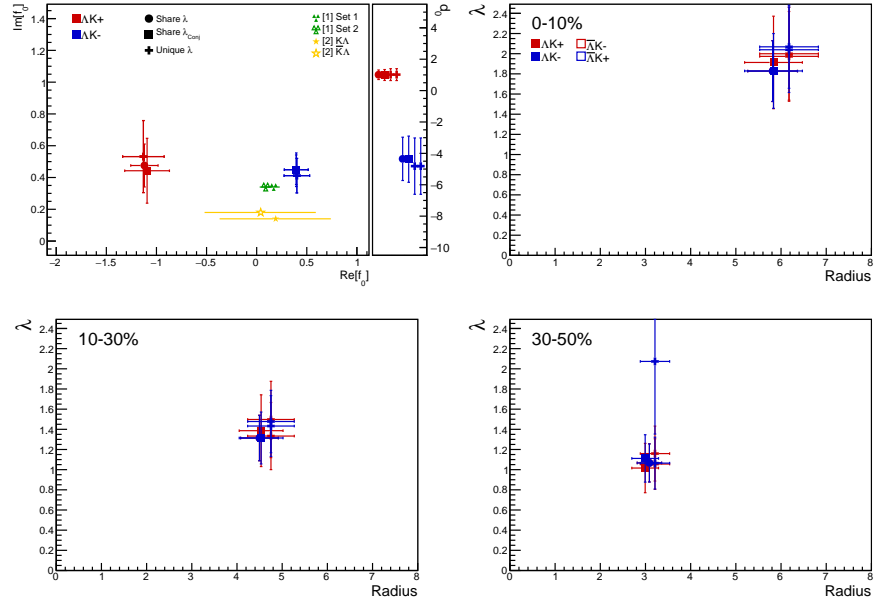 Im[f₀]
1.4
1.2
1
0.8
0.6
0.4
0.2
0
ΛK+
ΛK-
Share λ
Share λ_Conj
Unique λ
[1] Set 1
[1] Set 2
[2] KΛ
[2] K̅Λ
−2
−1.5
−1
−0.5
0
0.5
1
Re[f₀]
d₀
4
2
0
−2
−4
−6
−8
−10
λ
0-10%
ΛK+
Λ̅K-
ΛK-
Λ̅K+
2.4
2.2
2
1.8
1.6
1.4
1.2
1
0.8
0.6
0.4
0.2
0
0 1 2 3 4 5 6 7 8
Radius
λ
10-30%
2.4
2.2
2
1.8
1.6
1.4
1.2
1
0.8
0.6
0.4
0.2
0
0 1 2 3 4 5 6 7 8
Radius
λ
30-50%
2.4
2.2
2
1.8
1.6
1.4
1.2
1
0.8
0.6
0.4
0.2
0
0 1 2 3 4 5 6 7 8
Radius